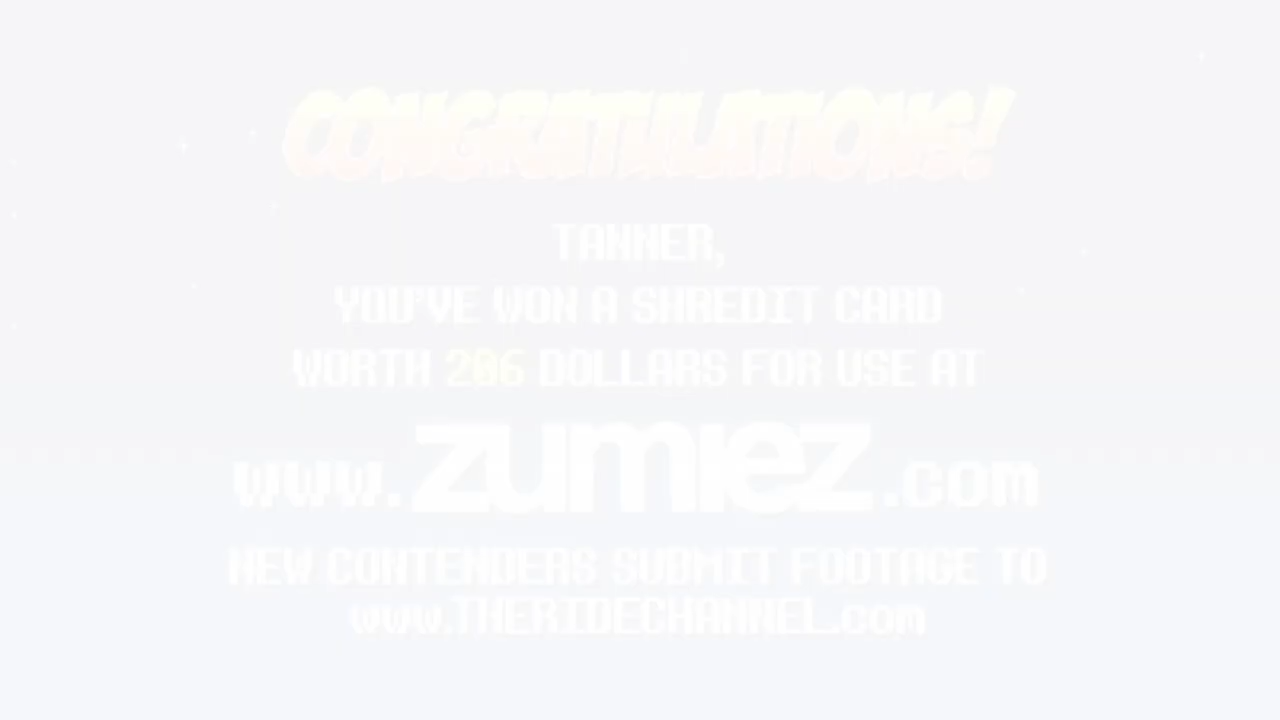 CONGRATULATIONS!
TANNER,
YOU'VE WON A SHREDIT CARD
WORTH 206 DOLLARS FOR USE AT
www.zumiez.com
NEW CONTENDERS SUBMIT FOOTAGE TO
www.THERIDECHANNEL.com